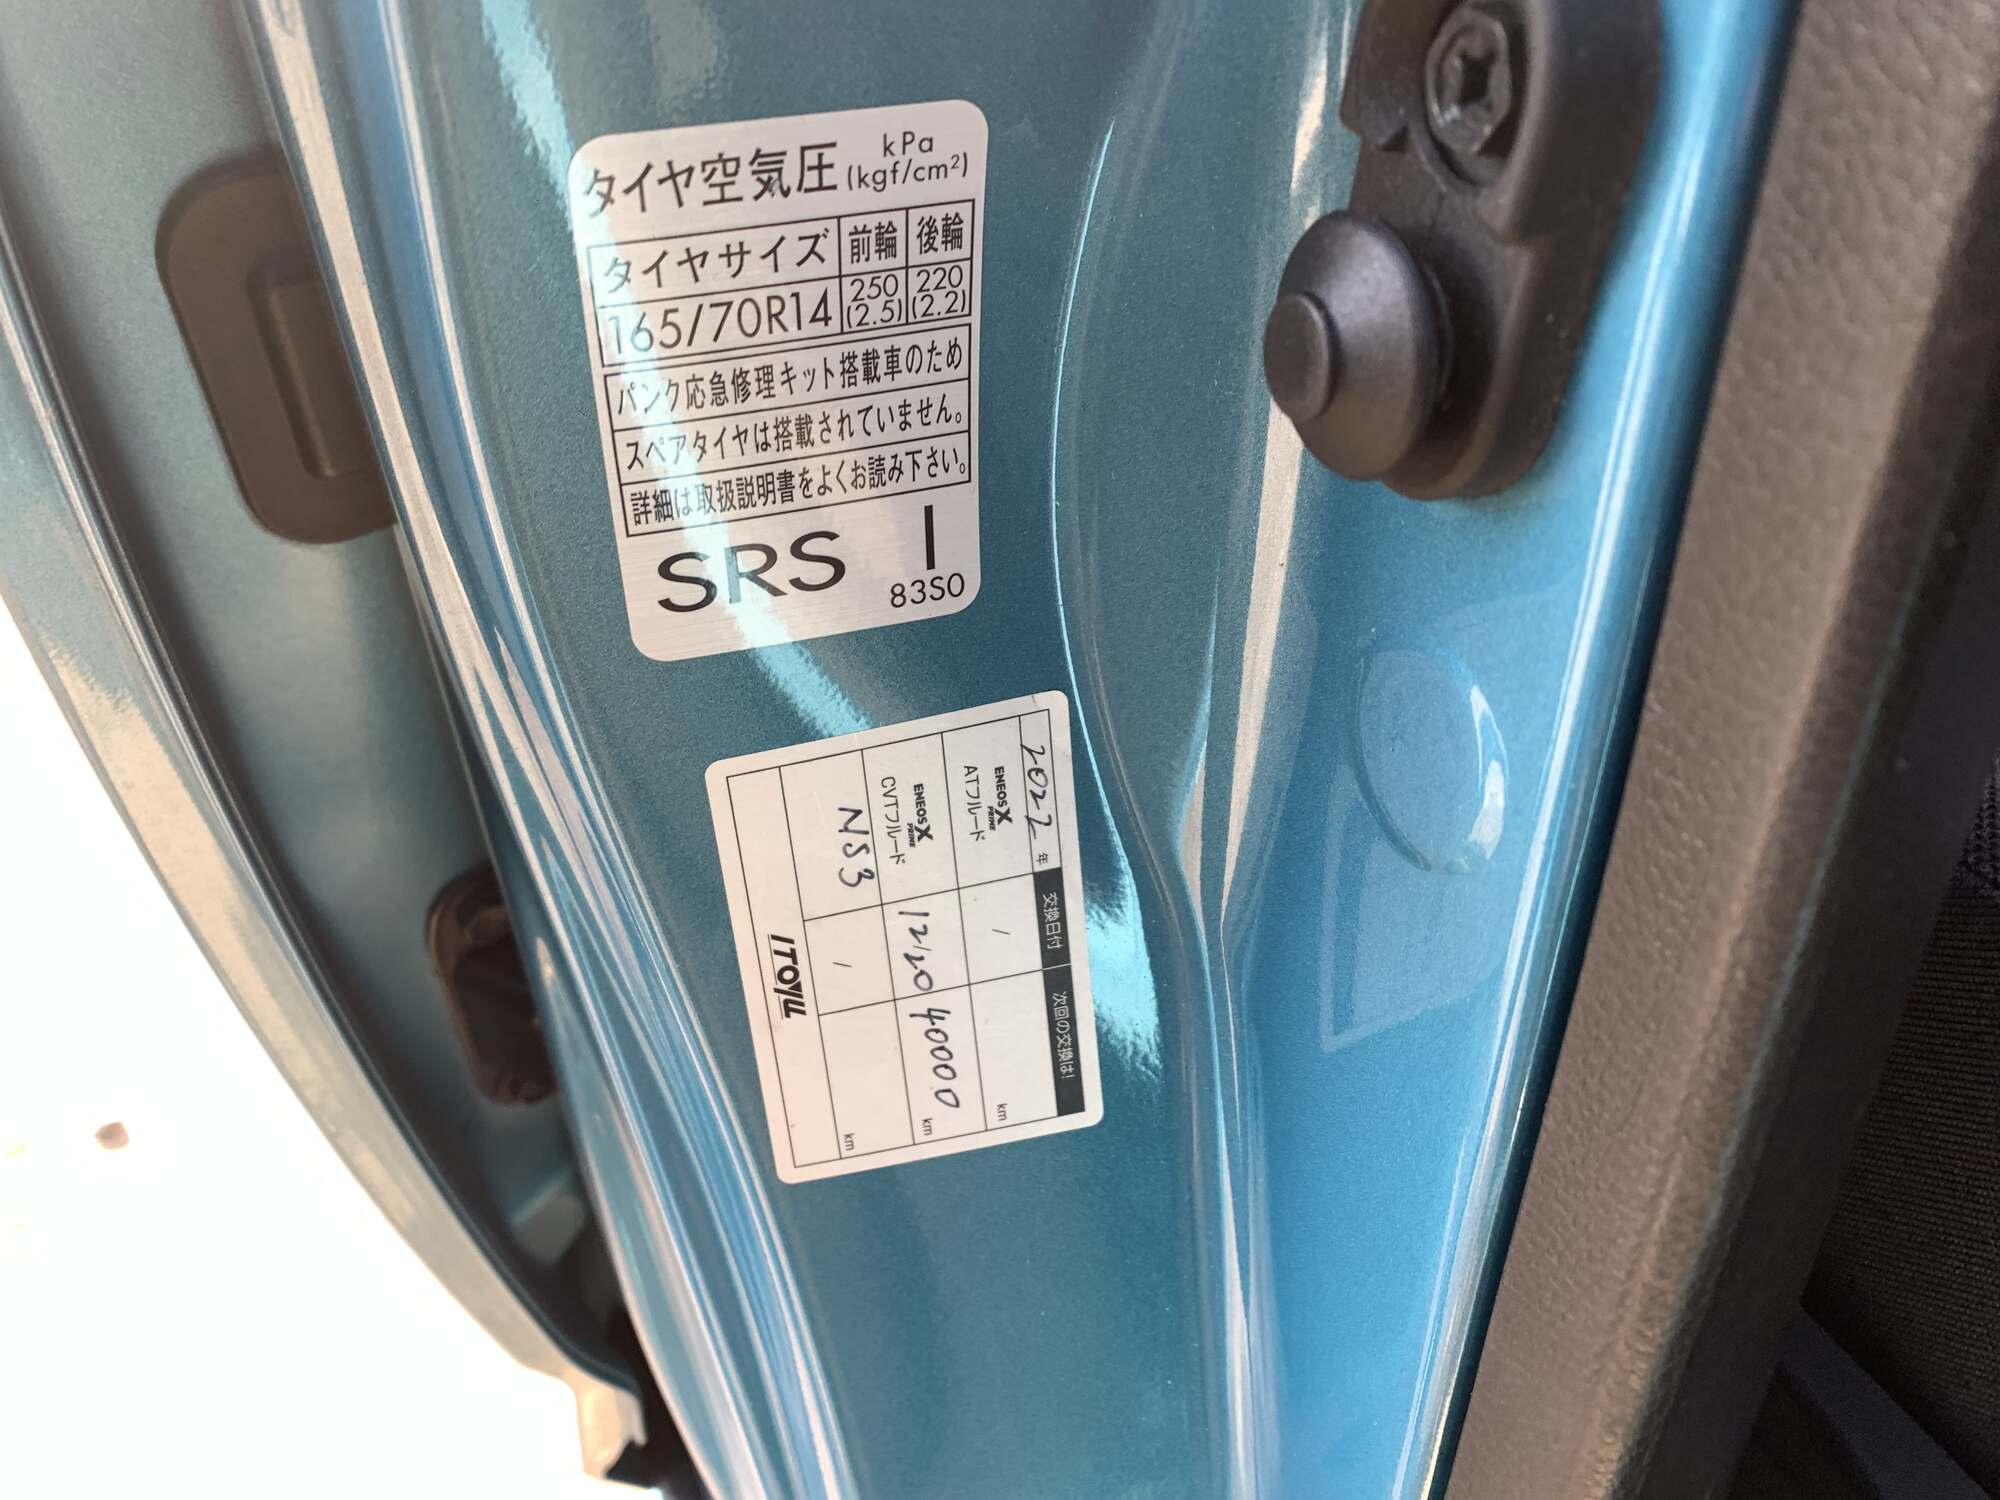 タイヤ空気圧 kPa (kgf/cm²)
タイヤサイズ 前輪 後輪
165/70R14 250 (2.5) 220 (2.2)
パンク応急修理キット搭載車のため
スペアタイヤは搭載されていません。
詳細は取扱説明書をよくお読み下さい。
SRS I
83S0
2022年 交換日付 次回の交換は!
ENEOS X PRIME ATフルード / km
ENEOS X PRIME CVTフルード 12/20 40000 km
NS3 / km
ITOYU